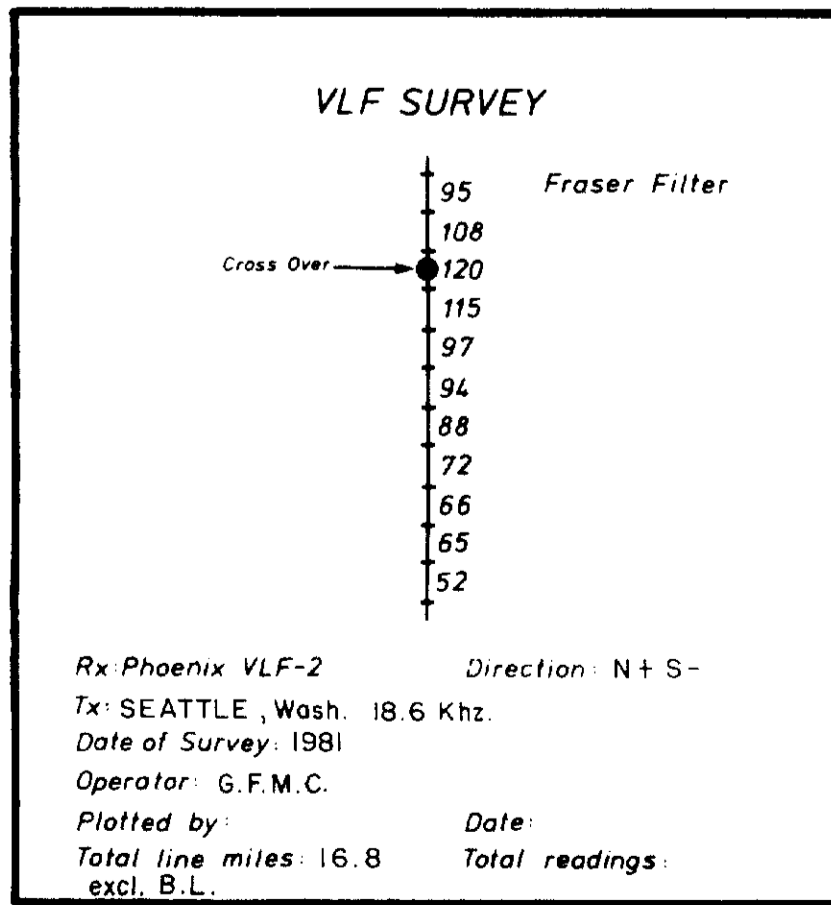 VLF SURVEY
Fraser Filter
95
108
Cross Over 120
115
97
94
88
72
66
65
52
Rx: Phoenix VLF-2 Direction: N+ S-
Tx: SEATTLE, Wash. 18.6 Khz.
Date of Survey: 1981
Operator: G.F.M.C.
Plotted by: Date:
Total line miles: 16.8 Total readings:
excl. B.L.